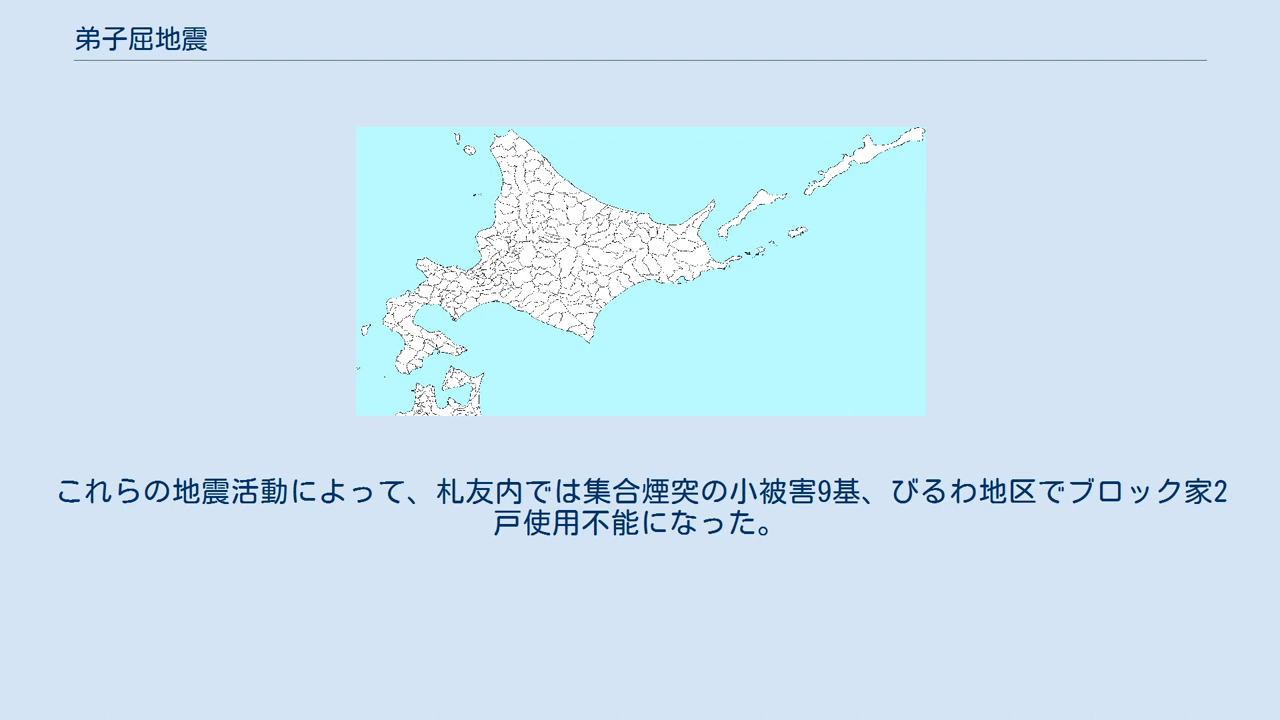 弟子屈地震
これらの地震活動によって、札友内では集合煙突の小被害9基、びるわ地区でブロック家2
戸使用不能になった。